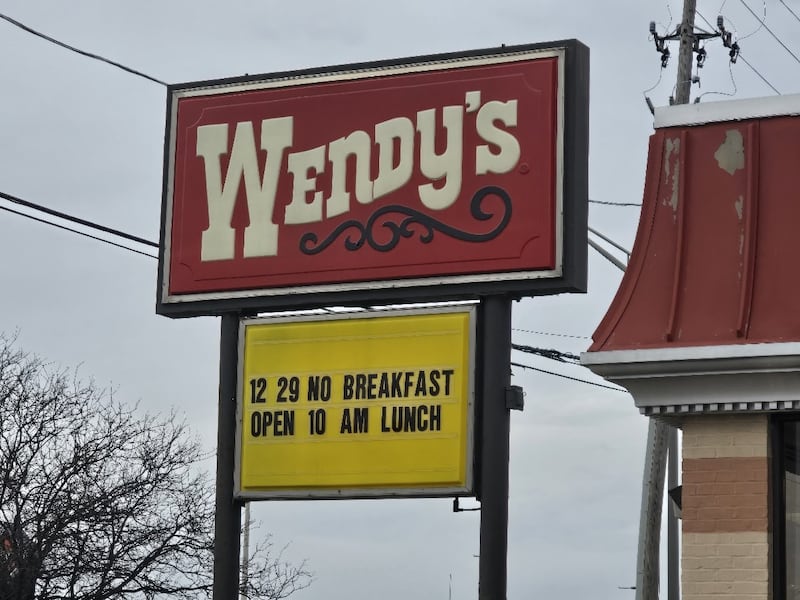 Wendy's
12 29 NO BREAKFAST
OPEN 10 AM LUNCH